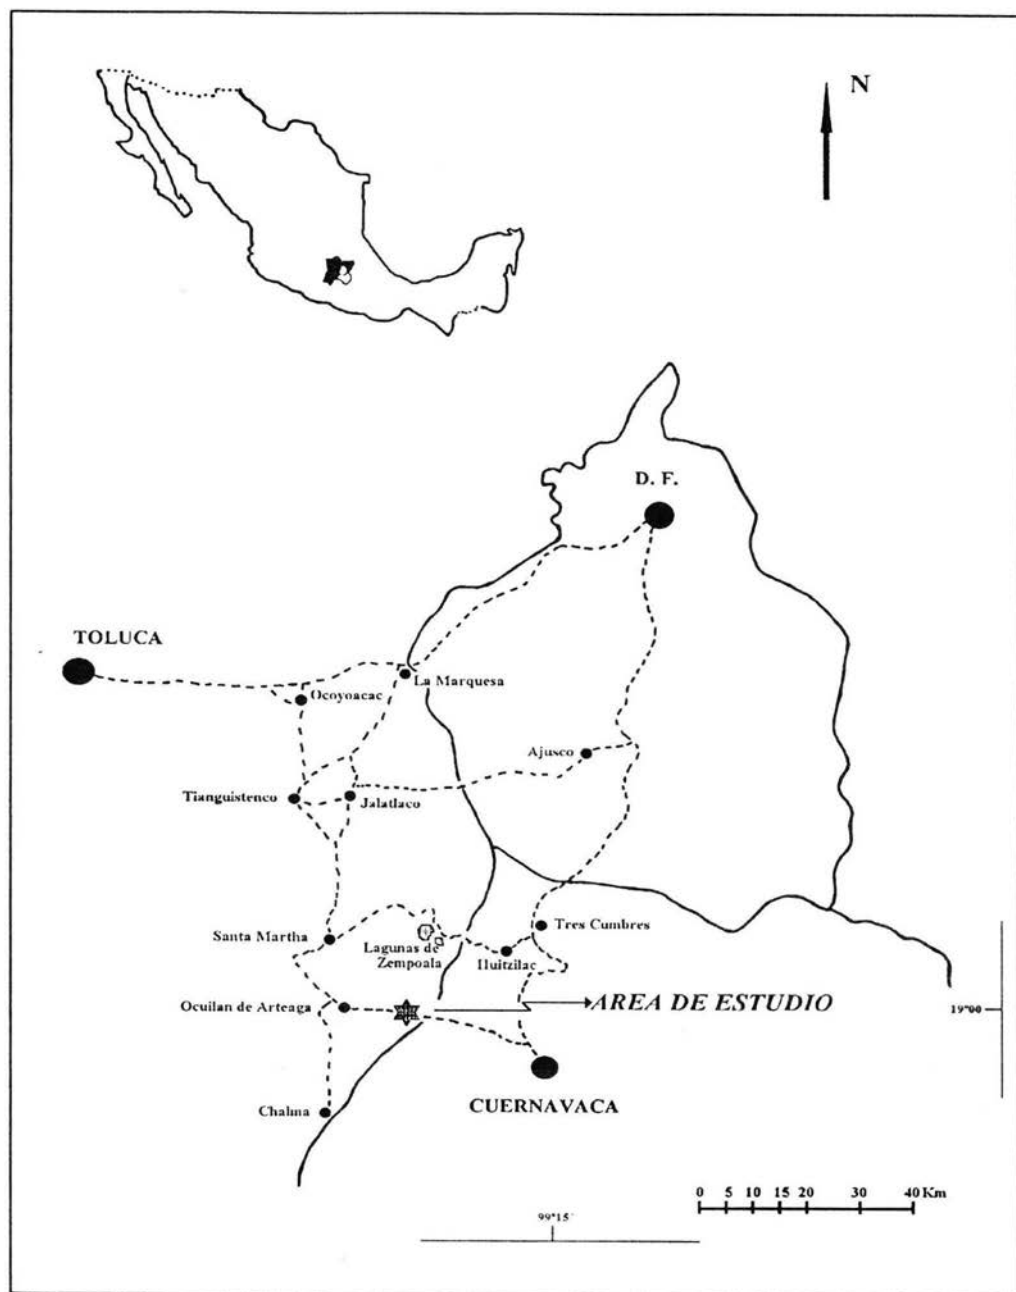 N
D. F.
TOLUCA
La Marquesa
Ocoyoacac
Ajusco
Tianguistenco
Jalatlaco
Tres Cumbres
Santa Martha
Lagunas de
Zempoala
Huitzilac
Ocuilan de Arteaga
AREA DE ESTUDIO
19°00
Chalma
CUERNAVACA
0 5 10 15 20 30 40 Km
99°15'